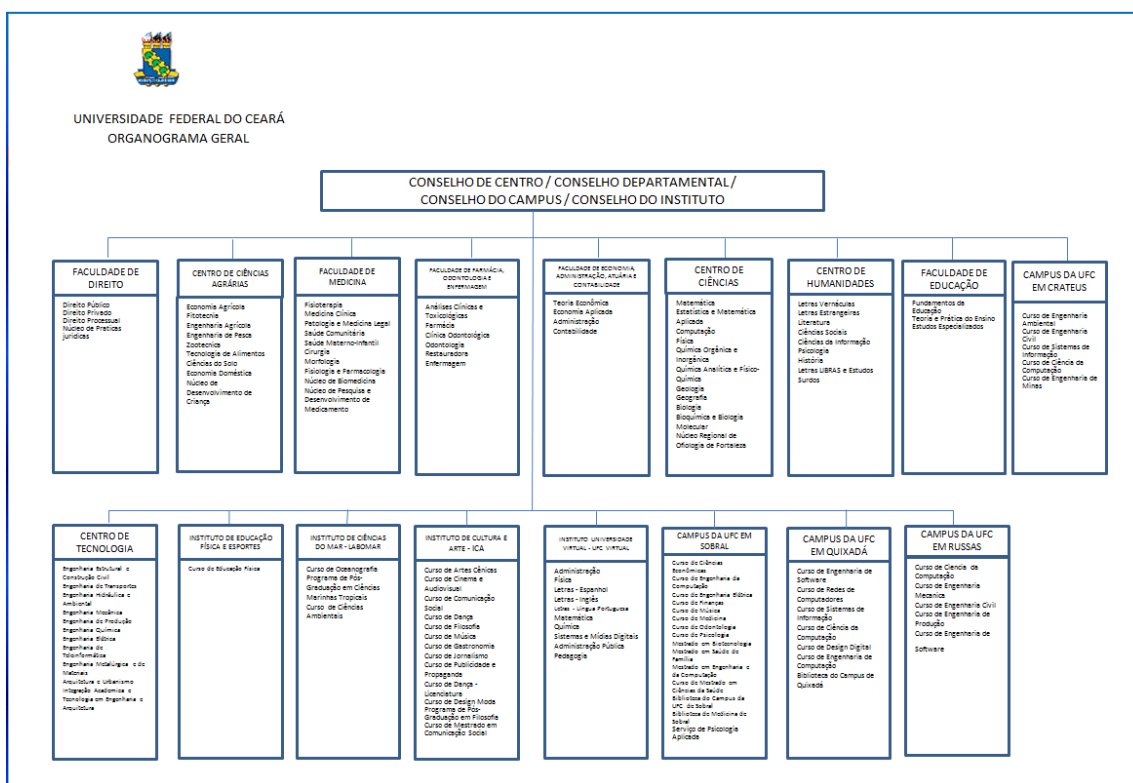 UNIVERSIDADE FEDERAL DO CEARÁ
ORGANOGRAMA GERAL
CONSELHO DE CENTRO / CONSELHO DEPARTAMENTAL /
CONSELHO DO CAMPUS / CONSELHO DO INSTITUTO
FACULDADE DE
DIREITO
Direito Público
Direito Privado
Direito Processual
Núcleo de Praticas
Juridicas
CENTRO DE CIÊNCIAS
AGRÁRIAS
Economia Agrícola
Fitotecnia
Engenharia Agrícola
Engenharia de Pesca
Zootecnica
Tecnologia de Alimentos
Ciências do Solo
Economia Doméstica
Núcleo de
Desenvolvimento de
Criança
FACULDADE DE
MEDICINA
Fisioterapia
Medicina Clínica
Patologia e Medicina Legal
Saúde Comunitária
Saúde Materno-Infantil
Cirurgia
Morfologia
Fisiologia e Farmacologia
Núcleo de Biomedicina
Núcleo de Pesquisa e
Desenvolvimento de
Medicamento
FACULDADE DE FARMÁCIA,
ODONTOLOGIA E
ENFERMAGEM
Análises Clínicas e
Toxicológicas
Farmácia
Clínica Odontológica
Odontologia
Restauradora
Enfermagem
FACULDADE DE ECONOMIA,
ADMINISTRAÇÃO, ATUÁRIA E
CONTABILIDADE
Teoria Econômica
Economia Aplicada
Administração
Contabilidade
CENTRO DE
CIÊNCIAS
Matemática
Estatística e Matemática
Aplicada
Computação
Física
Química Orgânica e
Inorgânica
Química Analítica e Físico-
Química
Geologia
Geografia
Biologia
Bioquímica e Biologia
Molecular
Núcleo Regional de
Ofiologia de Fortaleza
CENTRO DE
HUMANIDADES
Letras Vernáculas
Letras Estrangeiras
Literatura
Ciências Sociais
Ciências da Informação
Psicologia
História
Letras LIBRAS e Estudos
Surdos
FACULDADE DE
EDUCAÇÃO
Fundamentos da
Educação
Teoria e Prática do Ensino
Estudos Especializados
CAMPUS DA UFC
EM CRATEUS
Curso de Engenharia
Ambiental
Curso de Engenharia
Civil
Curso de Sistemas de
Informação
Curso de Ciência da
Computação
Curso de Engenharia de
Minas
CENTRO DE
TECNOLOGIA
Engenharia Estrutural e
Construção Civil
Engenharia de Transportes
Engenharia Hidráulica e
Ambiental
Engenharia Mecânica
Engenharia de Produção
Engenharia Química
Engenharia Elétrica
Engenharia de
Teleinformática
Engenharia Metalúrgica e de
Materiais
Arquitetura e Urbanismo
Integração Academica e
Tecnologia em Engenharia e
Arquitetura
INSTITUTO DE EDUCAÇÃO
FÍSICA E ESPORTES
Curso de Educação Física
INSTITUTO DE CIÊNCIAS
DO MAR - LABOMAR
Curso de Oceanografia
Programa de Pós-
Graduação em Ciências
Marinhas Tropicais
Curso de Ciências
Ambientais
INSTITUTO DE CULTURA E
ARTE - ICA
Curso de Artes Cênicas
Curso de Cinema e
Audiovisual
Curso de Comunicação
Social
Curso de Dança
Curso de Filosofia
Curso de Música
Curso de Gastronomia
Curso de Jornalismo
Curso de Publicidade e
Propaganda
Curso de Dança -
Licenciatura
Curso de Design Moda
Programa de Pós-
Graduação em Filosofia
Curso de Mestrado em
Comunicação Social
INSTITUTO UNIVERSIDADE
VIRTUAL - UFC VIRTUAL
Administração
Física
Letras - Espanhol
Letras - Inglês
Letras - Língua Portuguesa
Matemática
Química
Sistemas e Mídias Digitais
Administração Pública
Pedagogia
CAMPUS DA UFC EM
SOBRAL
Curso de Ciências
Econômicas
Curso de Engenharia da
Computação
Curso de Engenharia Elétrica
Curso de Finanças
Curso de Música
Curso de Medicina
Curso de Odontologia
Curso de Psicologia
Mestrado em Biotecnologia
Mestrado em Saúde da
Família
Mestrado em Engenharia e
da Computação
Curso de Mestrado em
Ciências da Saúde
Biblioteca do Campus da
UFC de Sobral
Biblioteca de Medicina de
Sobral
Serviço de Psicologia
Aplicada
CAMPUS DA UFC
EM QUIXADÁ
Curso de Engenharia de
Software
Curso de Redes de
Computadores
Curso de Sistemas de
Informação
Curso de Ciência da
Computação
Curso de Design Digital
Curso de Engenharia de
Computação
Biblioteca do Campus de
Quixadá
CAMPUS DA UFC
EM RUSSAS
Curso de Ciencia da
Computação
Curso de Engenharia
Mecanica
Curso de Engenharia Civil
Curso de Engenharia de
Produção
Curso de Engenharia de
Software